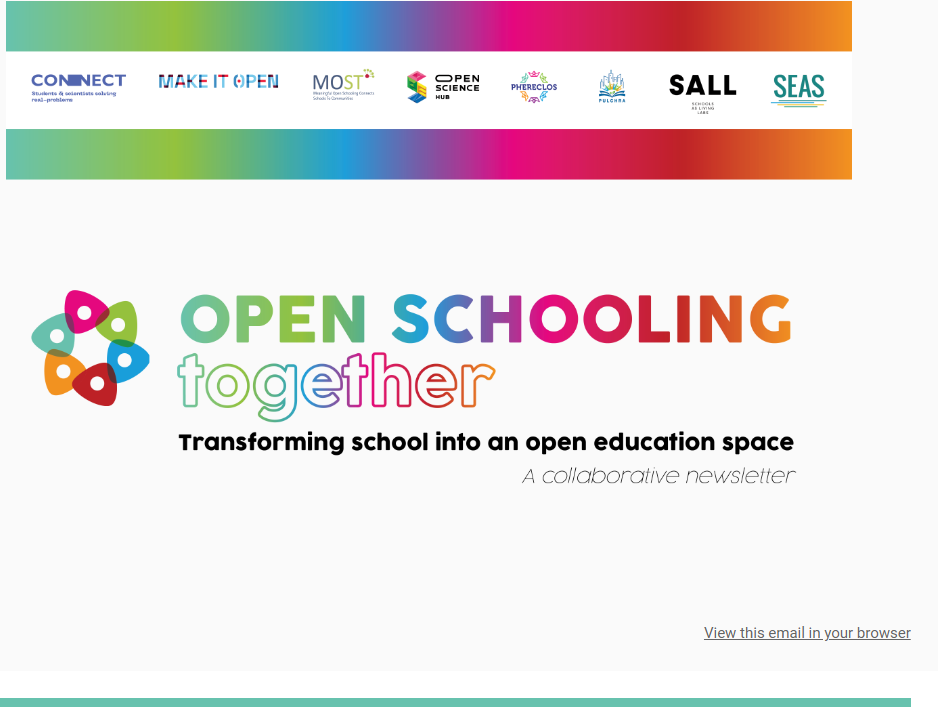 CONNECT
Students & scientists solving
real-problems
MAKE IT OPEN
MOST
Meaningful Open Schooling Connects
Schools To Communities
OPEN
SCIENCE
HUB
PHERECLOS
PULCHRA
SALL
SCHOOLS
AS LIVING
LABS
SEAS
OPEN SCHOOLING
together
Transforming school into an open education space
A collaborative newsletter
View this email in your browser